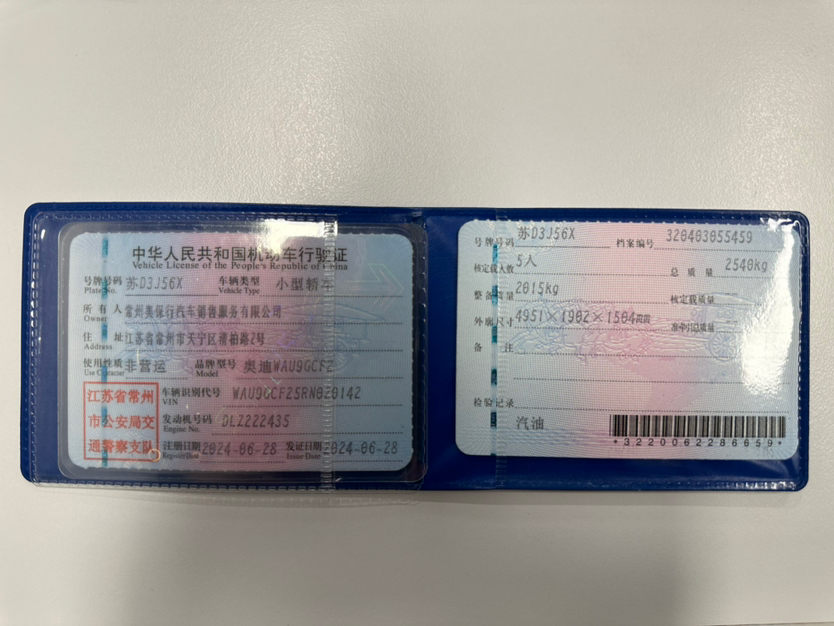 中华人民共和国机动车行驶证
Vehicle License of the People's Republic of China
号牌号码 苏D3J56X 车辆类型 小型轿车
Plate No. Vehicle Type
所有人 常州奥保行汽车销售服务有限公司
Owner
住址 江苏省常州市天宁区
Address
使用性质 非营运 品牌型号 奥迪WAU9GCF2
Use Character Model
江苏省常州
市公安局交
通警察支队
车辆识别代号 WAU9GCF25RN020142
VIN
发动机号码 DLZ222435
Engine No.
注册日期 2024-06-28 发证日期 2024-06-28
Register Date Issue Date
号牌号码 苏D3J56X 档案编号 320403055459
核定载人数 5人 总质量 2540kg
整备质量 2015kg 核定载质量
外廓尺寸 4951×1902×1504 准牵引总质量
备注
检验记录
汽油
*3220062286659*